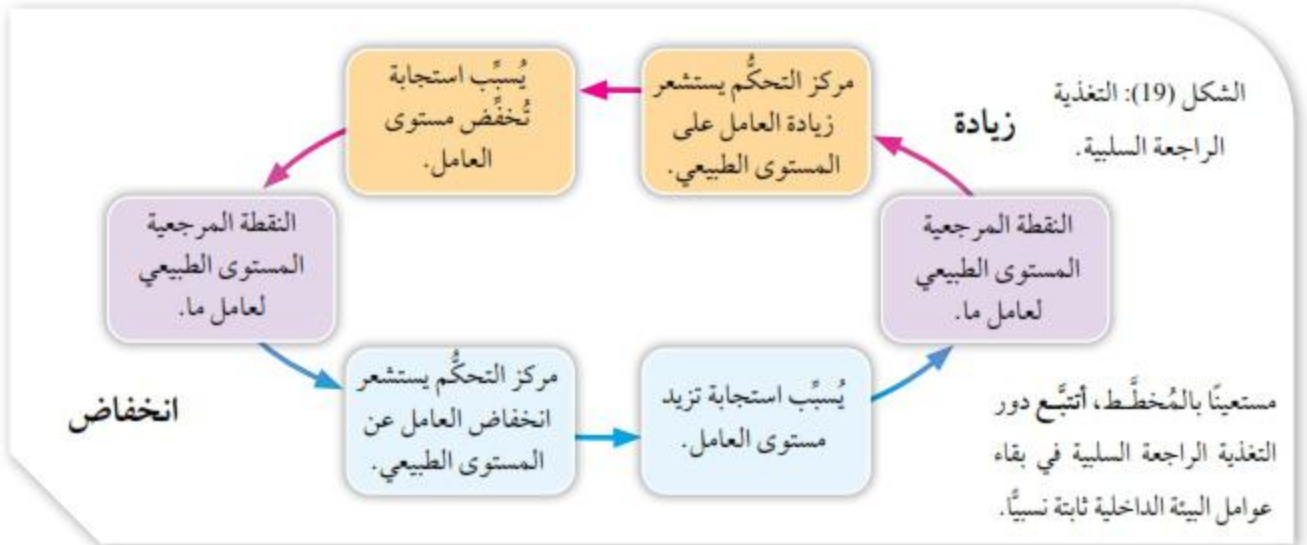 الشكل (19): التغذية
الراجعة السلبية.
زيادة
مركز التحكُّم يستشعر
زيادة العامل على
المستوى الطبيعي.
يُسبِّب استجابة
تُخفِّض مستوى
العامل.
النقطة المرجعية
المستوى الطبيعي
لعامل ما.
النقطة المرجعية
المستوى الطبيعي
لعامل ما.
انخفاض
مركز التحكُّم يستشعر
انخفاض العامل عن
المستوى الطبيعي.
يُسبِّب استجابة تزيد
مستوى العامل.
مستعينًا بالمُخطَّط، أتتبَّع دور
التغذية الراجعة السلبية في بقاء
عوامل البيئة الداخلية ثابتة نسبيًّا.